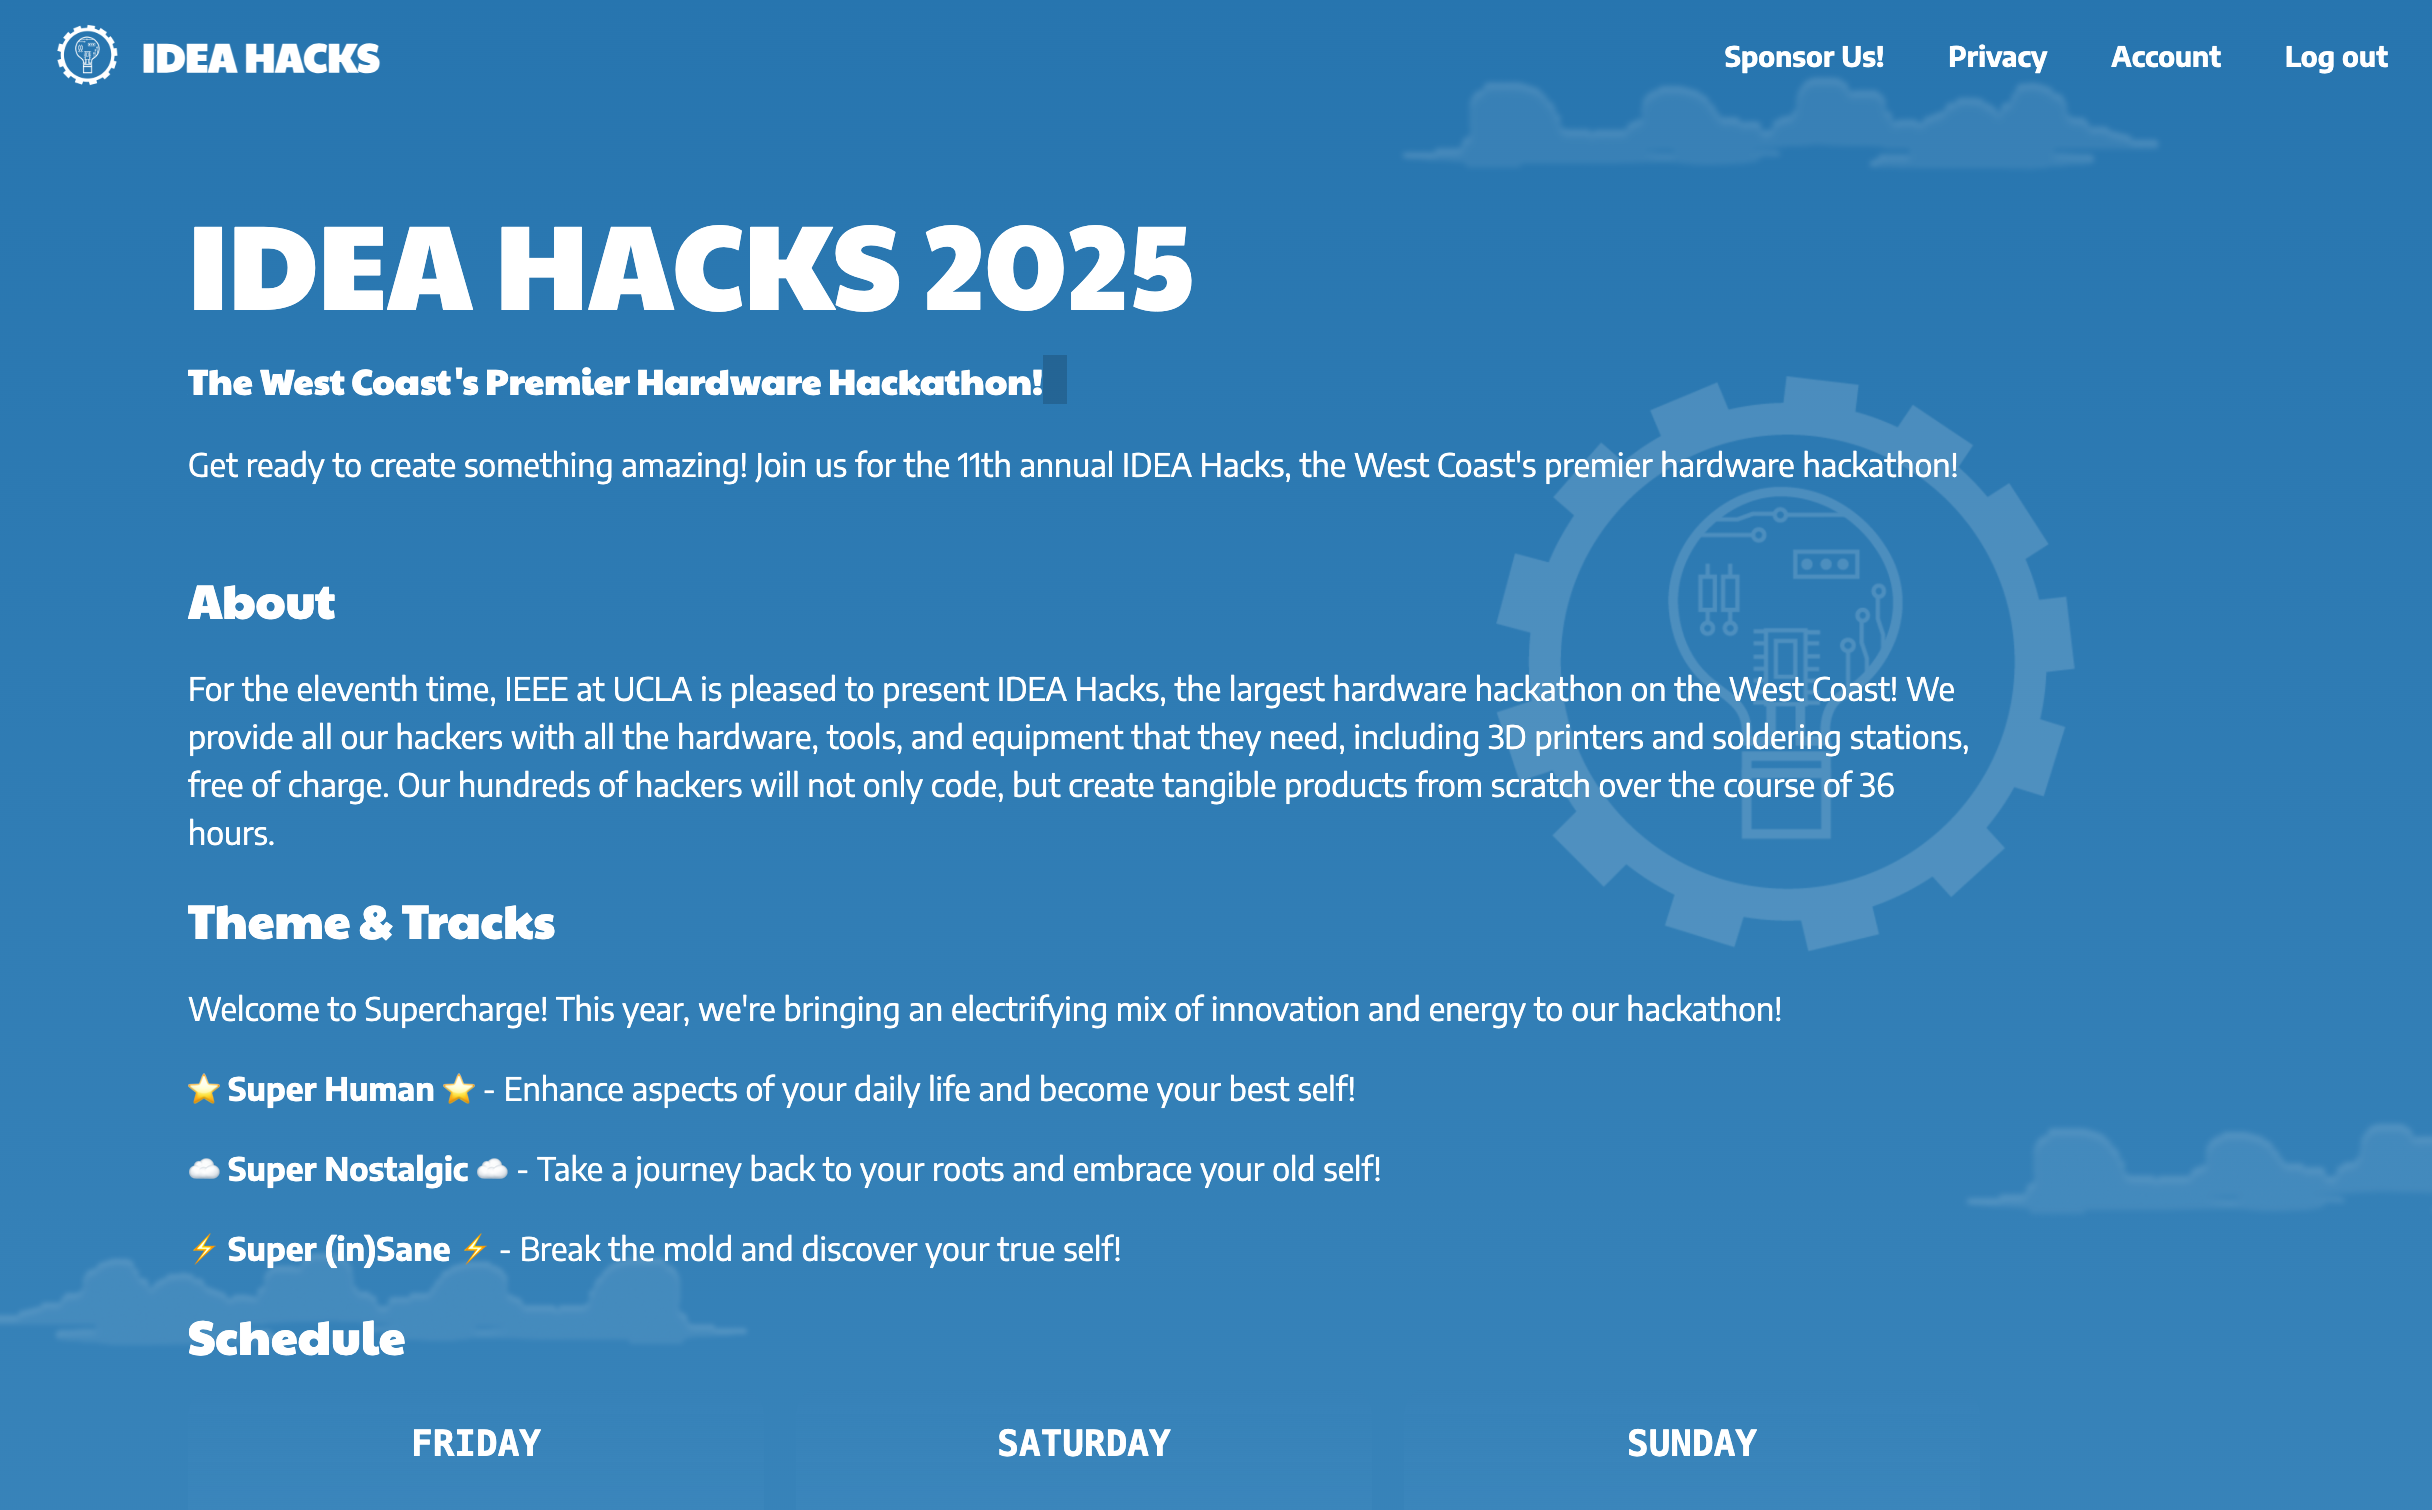 IDEA HACKS
Sponsor Us! Privacy Account Log out
IDEA HACKS 2025
The West Coast's Premier Hardware Hackathon!
Get ready to create something amazing! Join us for the 11th annual IDEA Hacks, the West Coast's premier hardware hackathon!
About
For the eleventh time, IEEE at UCLA is pleased to present IDEA Hacks, the largest hardware hackathon on the West Coast! We
provide all our hackers with all the hardware, tools, and equipment that they need, including 3D printers and soldering stations,
free of charge. Our hundreds of hackers will not only code, but create tangible products from scratch over the course of 36
hours.
Theme & Tracks
Welcome to Supercharge! This year, we're bringing an electrifying mix of innovation and energy to our hackathon!
⭐ Super Human ⭐ - Enhance aspects of your daily life and become your best self!
☁️ Super Nostalgic ☁️ - Take a journey back to your roots and embrace your old self!
⚡ Super (in)Sane ⚡ - Break the mold and discover your true self!
Schedule
FRIDAY SATURDAY SUNDAY